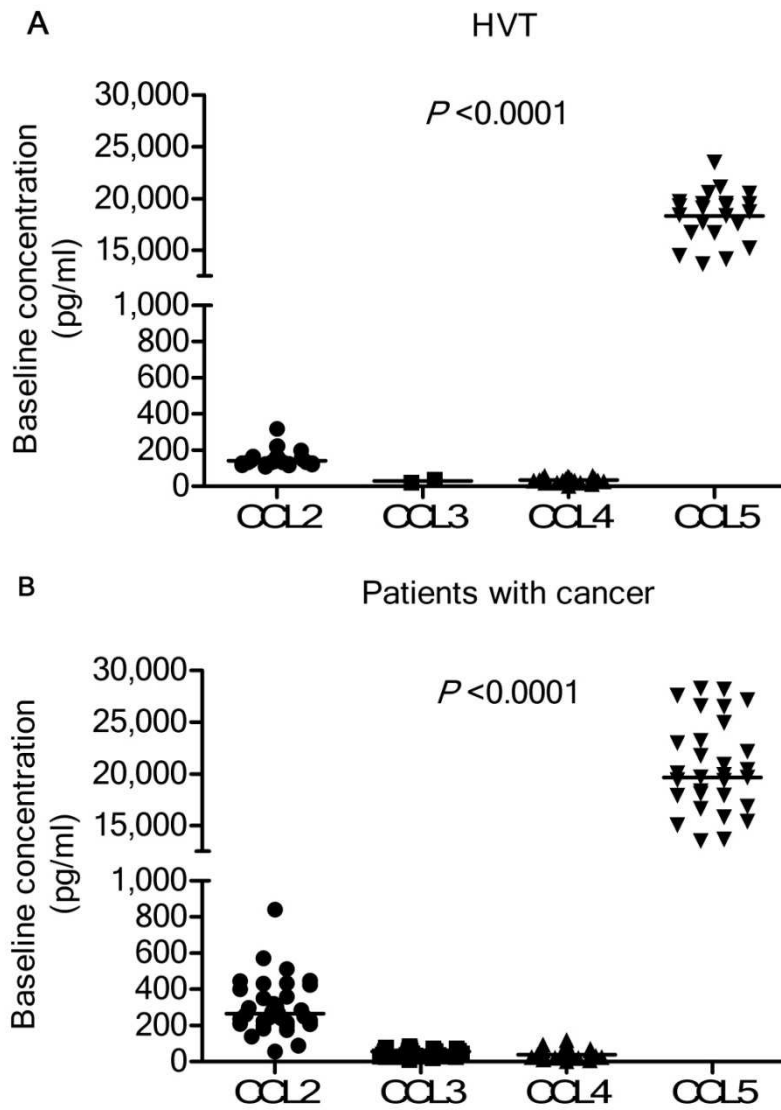 A
HVT
Baseline concentration
(pg/ml)
30,000
25,000
20,000
15,000
1,000
800
600
400
200
0
P <0.0001
CCL2 CCL3 CCL4 CCL5
B
Patients with cancer
Baseline concentration
(pg/ml)
30,000
25,000
20,000
15,000
1,000
800
600
400
200
0
P <0.0001
CCL2 CCL3 CCL4 CCL5